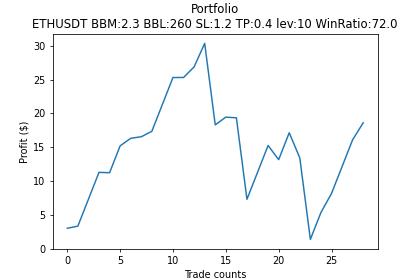 Portfolio
ETHUSDT BBM:2.3 BBL:260 SL:1.2 TP:0.4 lev:10 WinRatio:72.0
30
25
20
15
10
5
0
Profit ($)
0 5 10 15 20 25
Trade counts